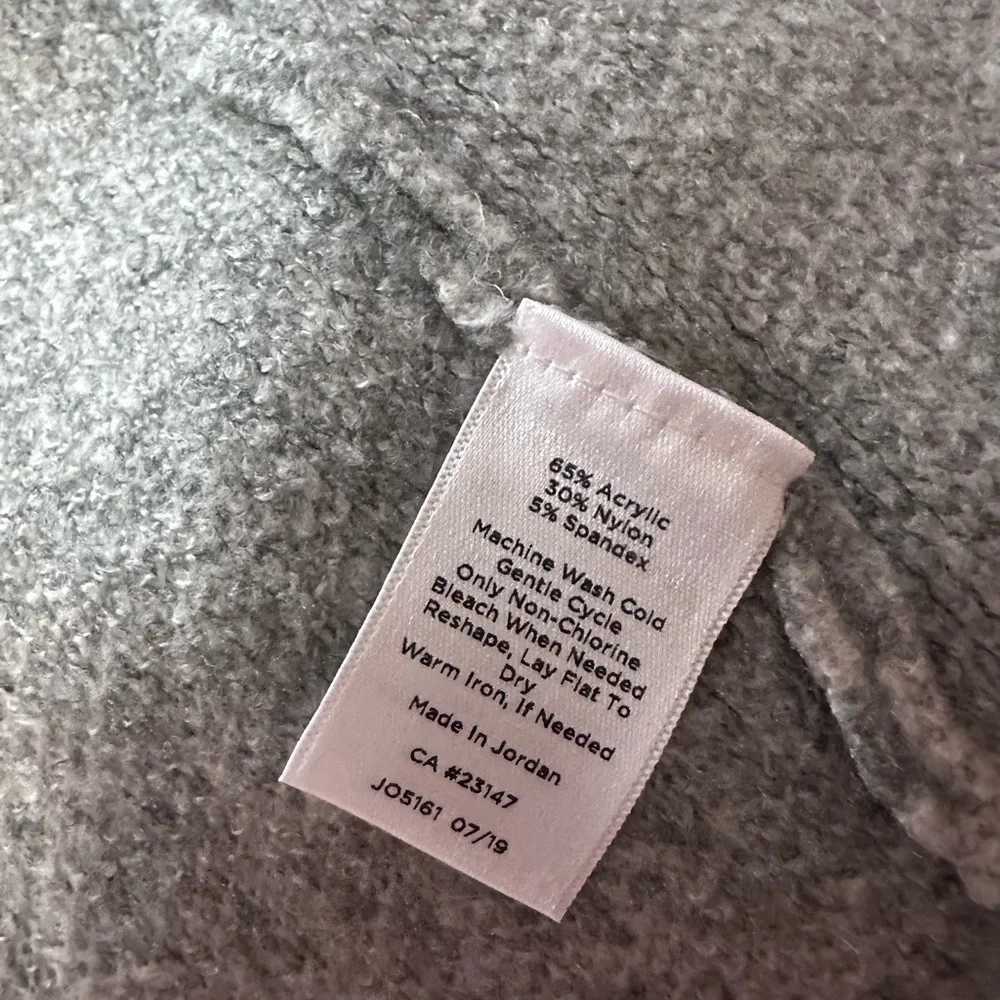 65% Acrylic
30% Nylon
5% Spandex
Machine Wash Cold
Gentle Cycle
Only Non-Chlorine
Bleach When Needed
Reshape, Lay Flat To
Dry
Warm Iron, If Needed
Made In Jordan
CA #23147
JO5161 07/19